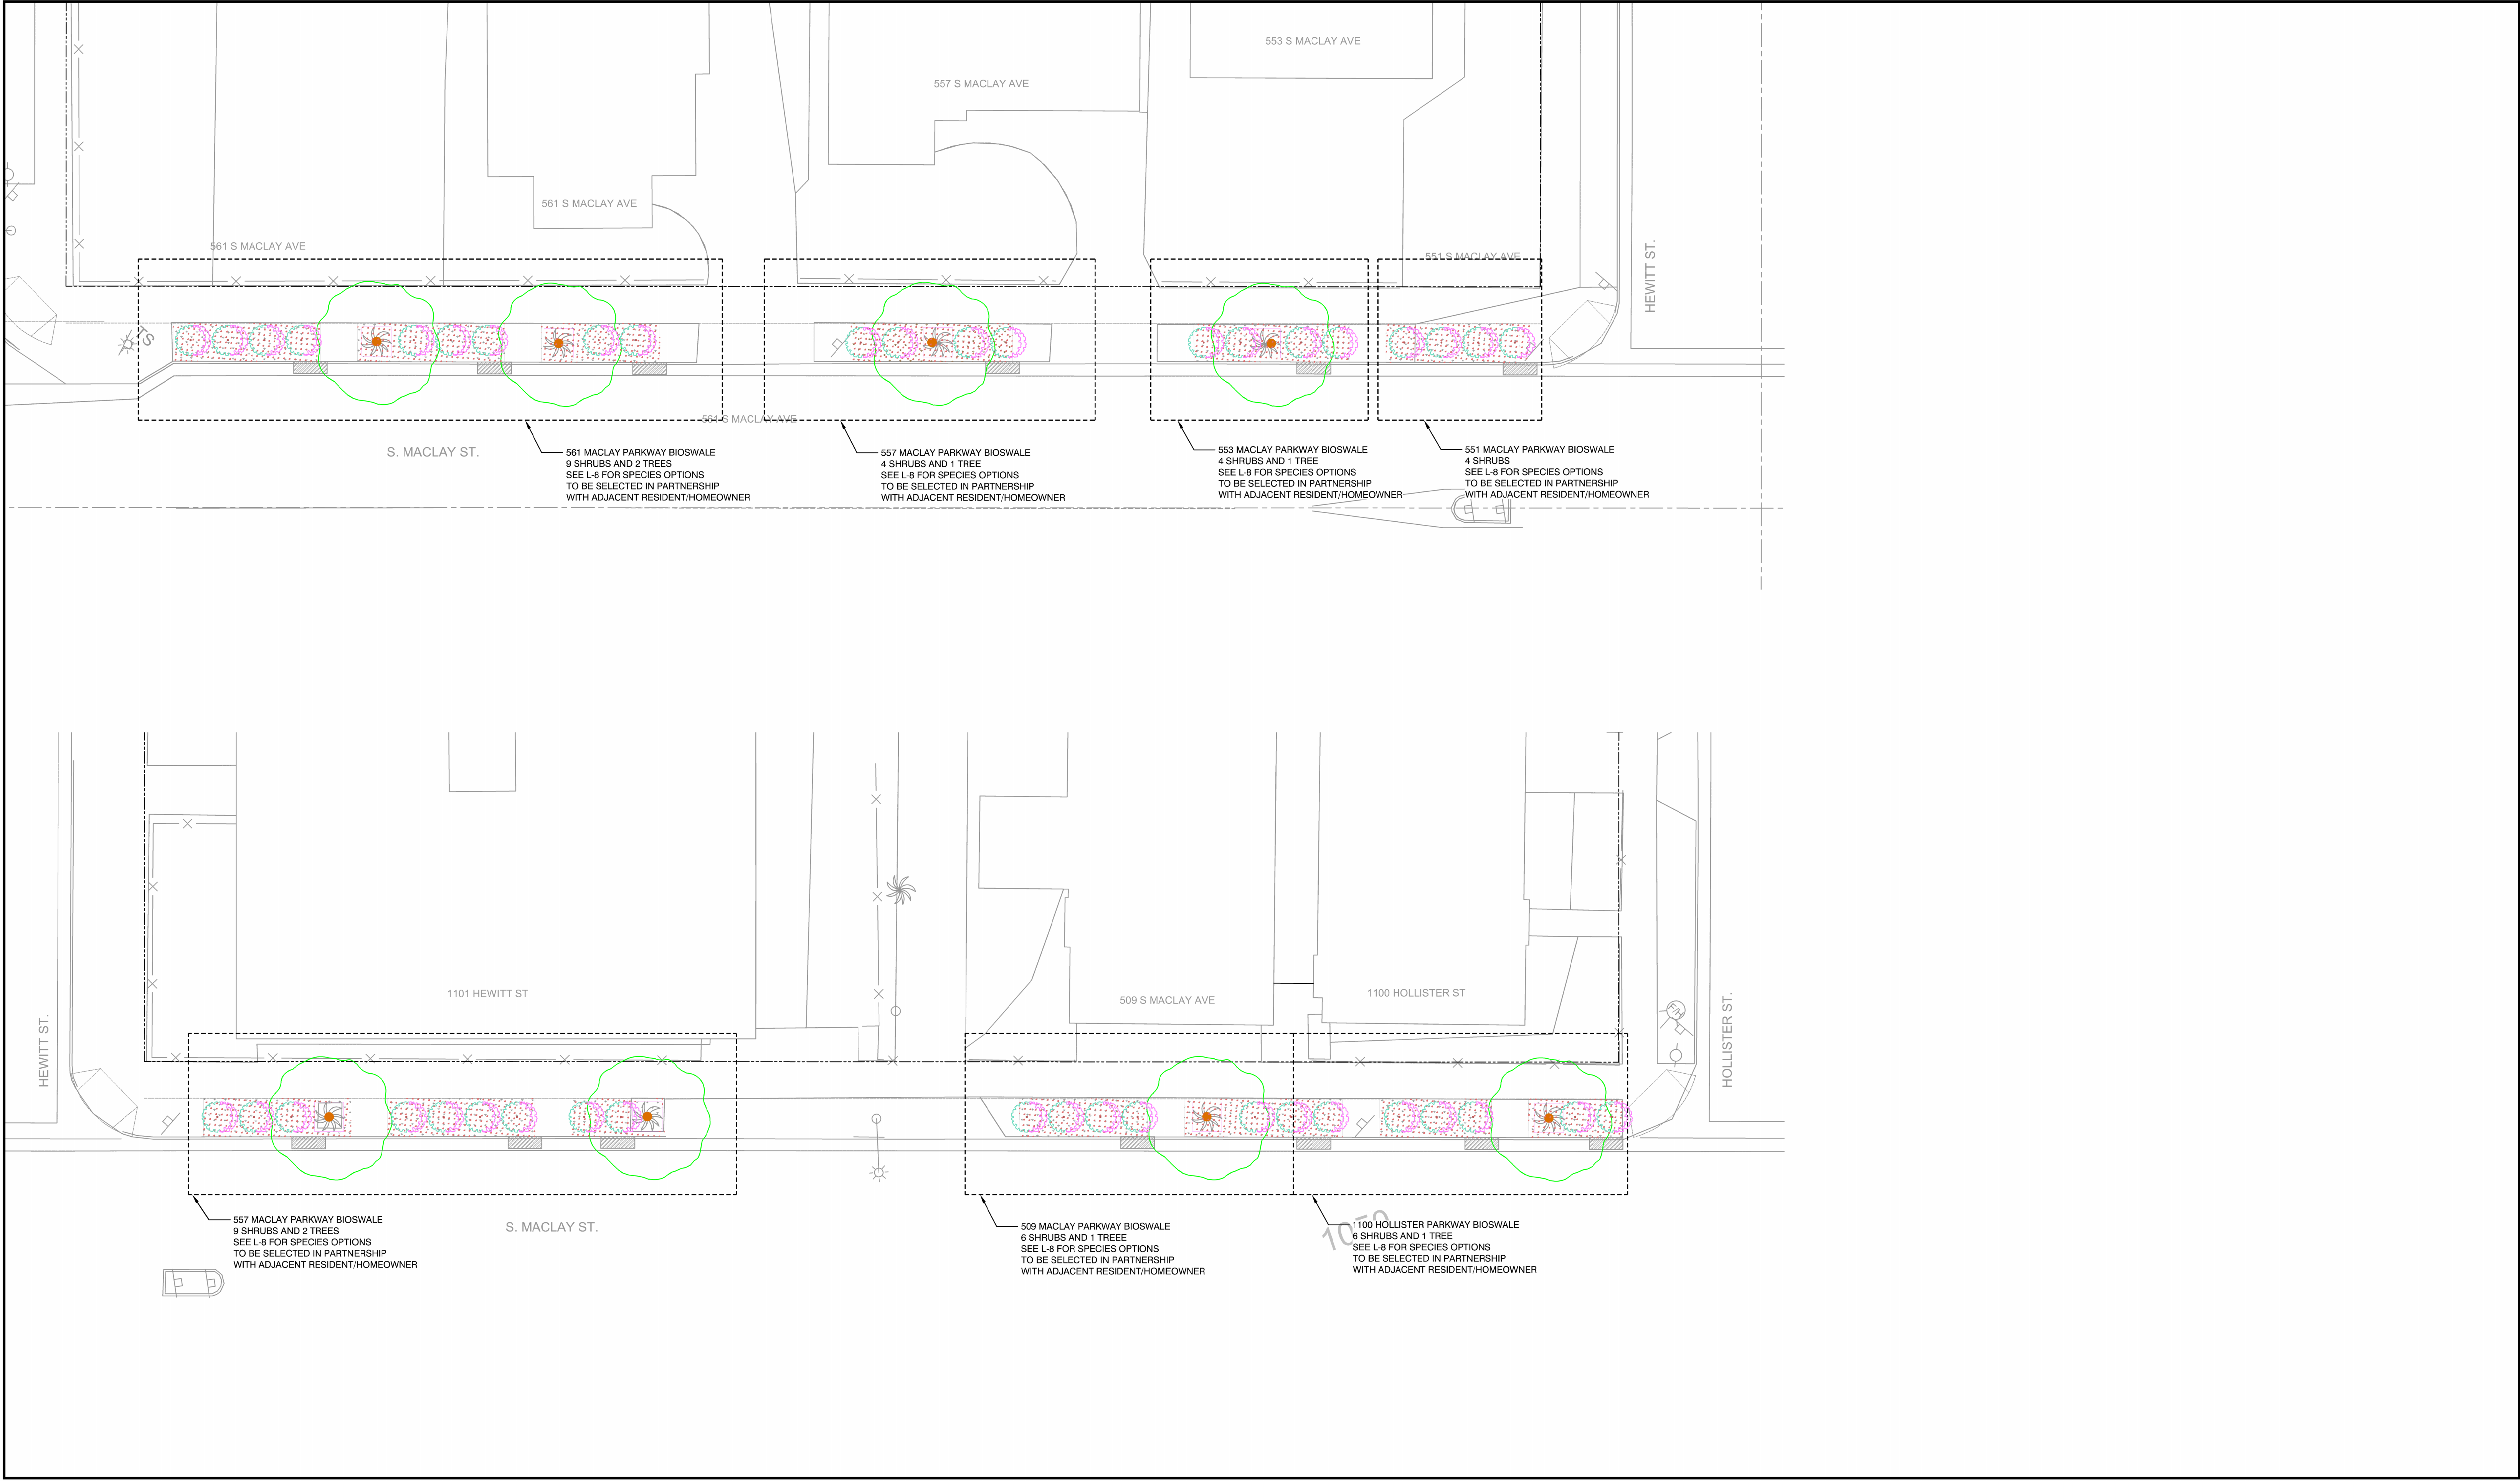 553 S MACLAY AVE
557 S MACLAY AVE
561 S MACLAY AVE
561 S MACLAY AVE
551 S MACLAY AVE
HEWITT ST.
TS
561 S MACLAY AVE
S. MACLAY ST.
561 MACLAY PARKWAY BIOSWALE
9 SHRUBS AND 2 TREES
SEE L-8 FOR SPECIES OPTIONS
TO BE SELECTED IN PARTNERSHIP
WITH ADJACENT RESIDENT/HOMEOWNER
557 MACLAY PARKWAY BIOSWALE
4 SHRUBS AND 1 TREE
SEE L-8 FOR SPECIES OPTIONS
TO BE SELECTED IN PARTNERSHIP
WITH ADJACENT RESIDENT/HOMEOWNER
553 MACLAY PARKWAY BIOSWALE
4 SHRUBS AND 1 TREE
SEE L-8 FOR SPECIES OPTIONS
TO BE SELECTED IN PARTNERSHIP
WITH ADJACENT RESIDENT/HOMEOWNER
551 MACLAY PARKWAY BIOSWALE
4 SHRUBS
SEE L-8 FOR SPECIES OPTIONS
TO BE SELECTED IN PARTNERSHIP
WITH ADJACENT RESIDENT/HOMEOWNER
1101 HEWITT ST
509 S MACLAY AVE
1100 HOLLISTER ST
HEWITT ST.
HOLLISTER ST.
F/H
557 MACLAY PARKWAY BIOSWALE
9 SHRUBS AND 2 TREES
SEE L-8 FOR SPECIES OPTIONS
TO BE SELECTED IN PARTNERSHIP
WITH ADJACENT RESIDENT/HOMEOWNER
S. MACLAY ST.
509 MACLAY PARKWAY BIOSWALE
6 SHRUBS AND 1 TREEE
SEE L-8 FOR SPECIES OPTIONS
TO BE SELECTED IN PARTNERSHIP
WITH ADJACENT RESIDENT/HOMEOWNER
1050
1100 HOLLISTER PARKWAY BIOSWALE
6 SHRUBS AND 1 TREE
SEE L-8 FOR SPECIES OPTIONS
TO BE SELECTED IN PARTNERSHIP
WITH ADJACENT RESIDENT/HOMEOWNER